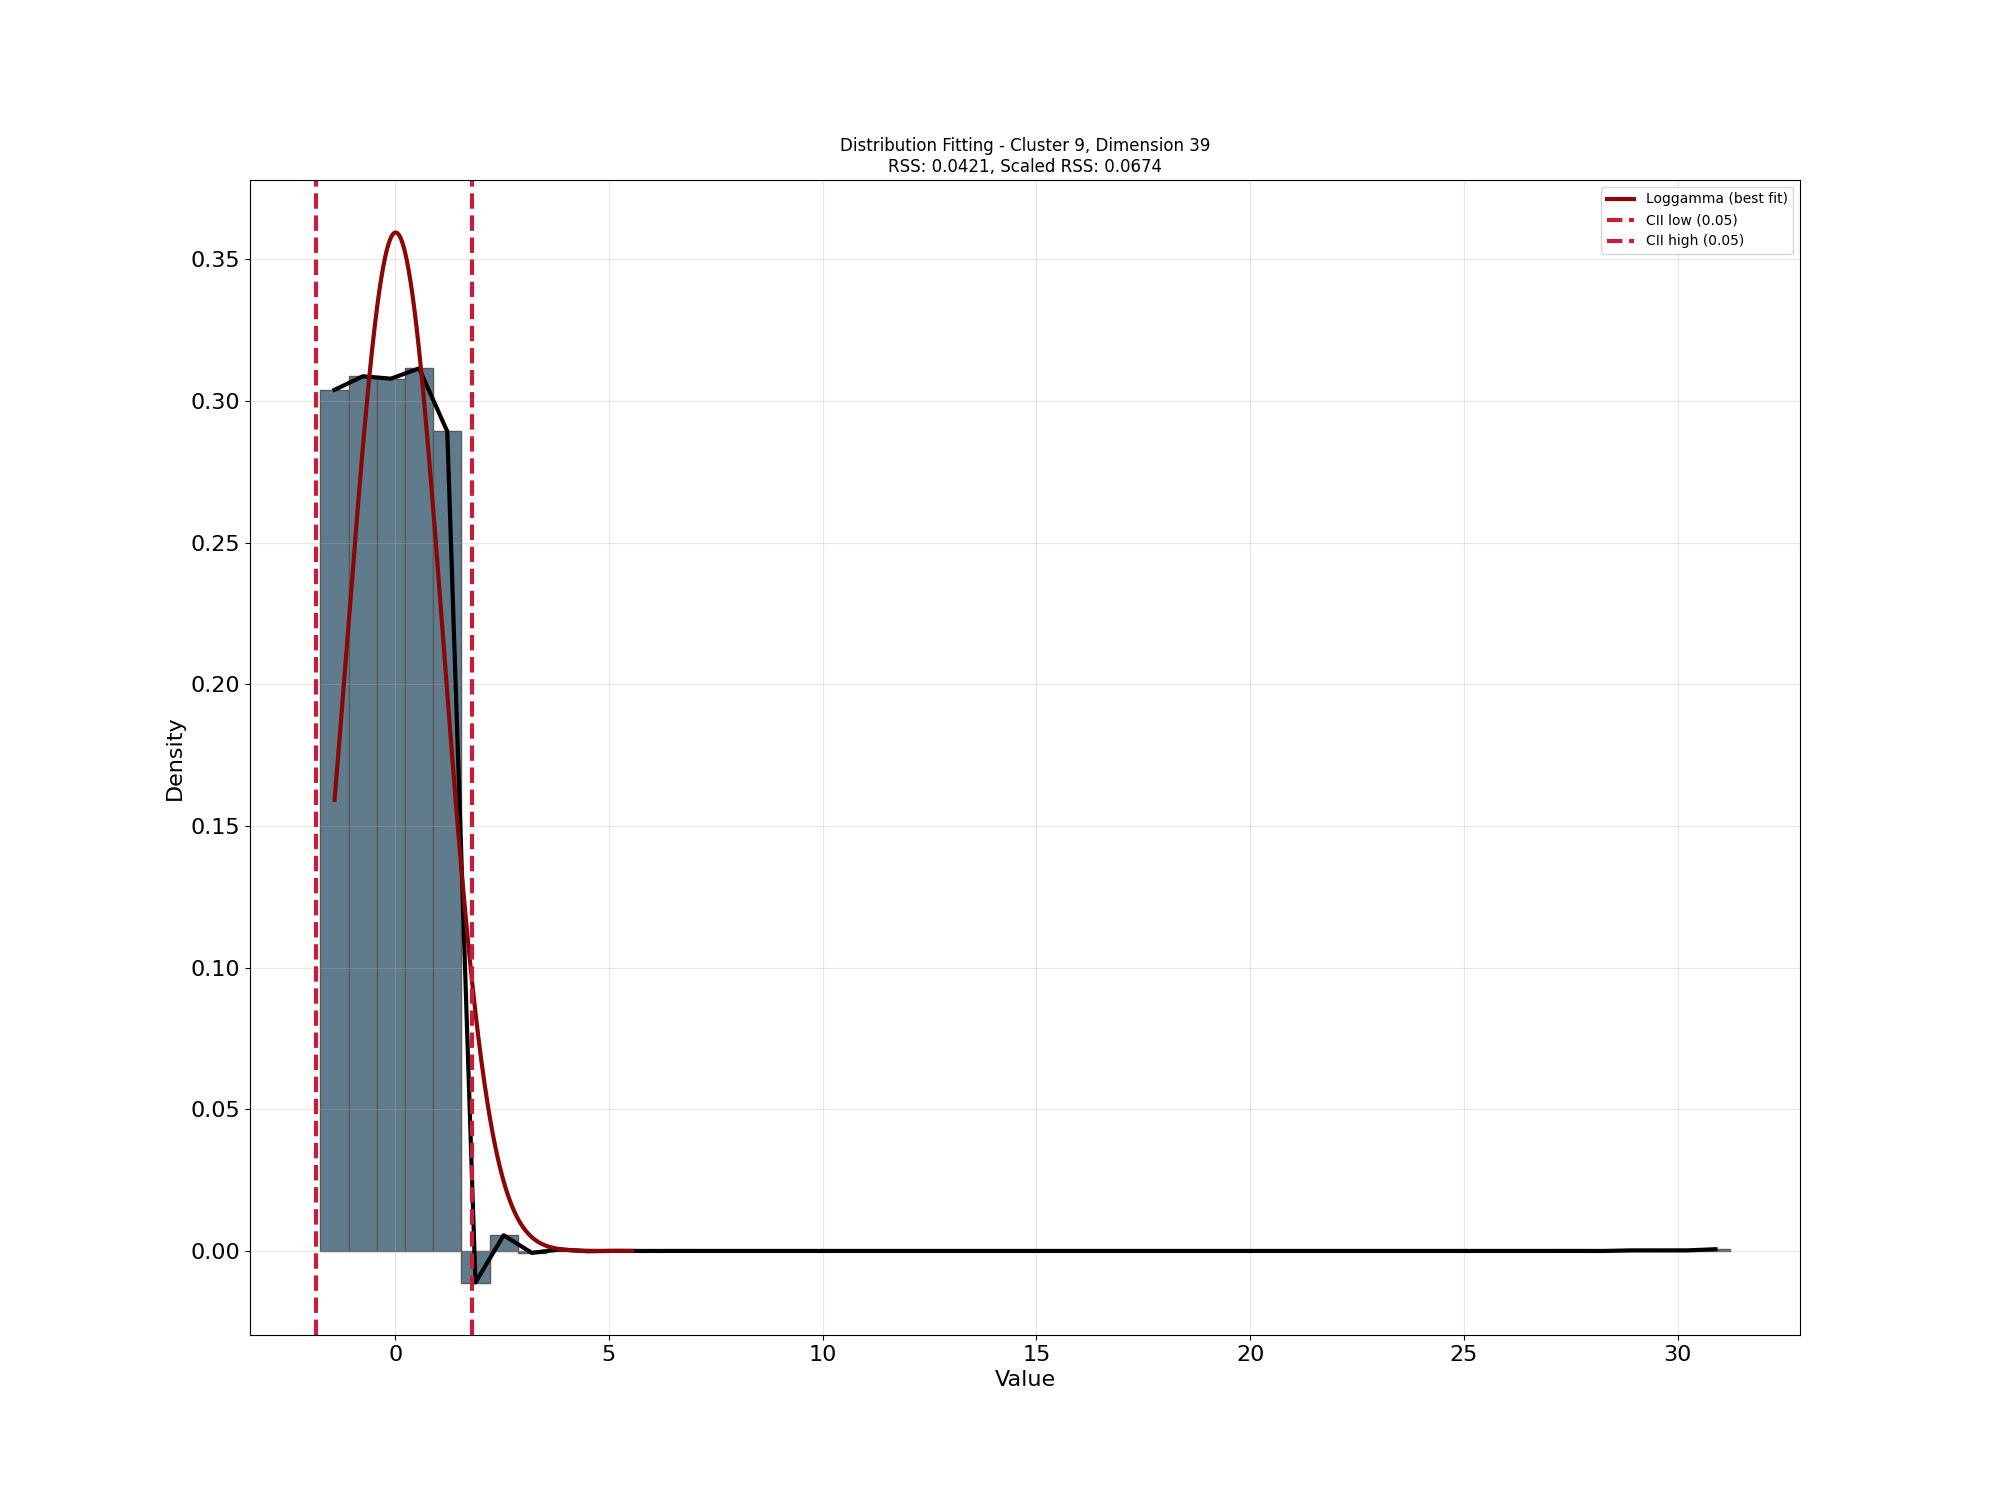 Distribution Fitting - Cluster 9, Dimension 39
RSS: 0.0421, Scaled RSS: 0.0674
Loggamma (best fit)
CII low (0.05)
CII high (0.05)
0.35
0.30
0.25
0.20
0.15
0.10
0.05
0.00
Density
0 5 10 15 20 25 30
Value